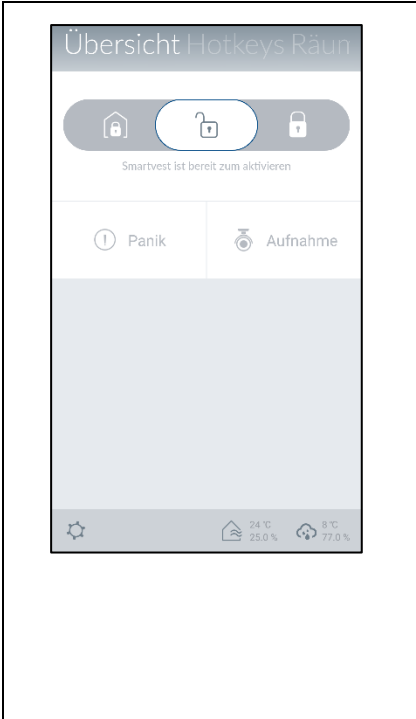 Übersicht Hotkeys Räun
Smartvest ist bereit zum aktivieren
Panik Aufnahme
24 °C 8 °C
25.0 % 77.0 %